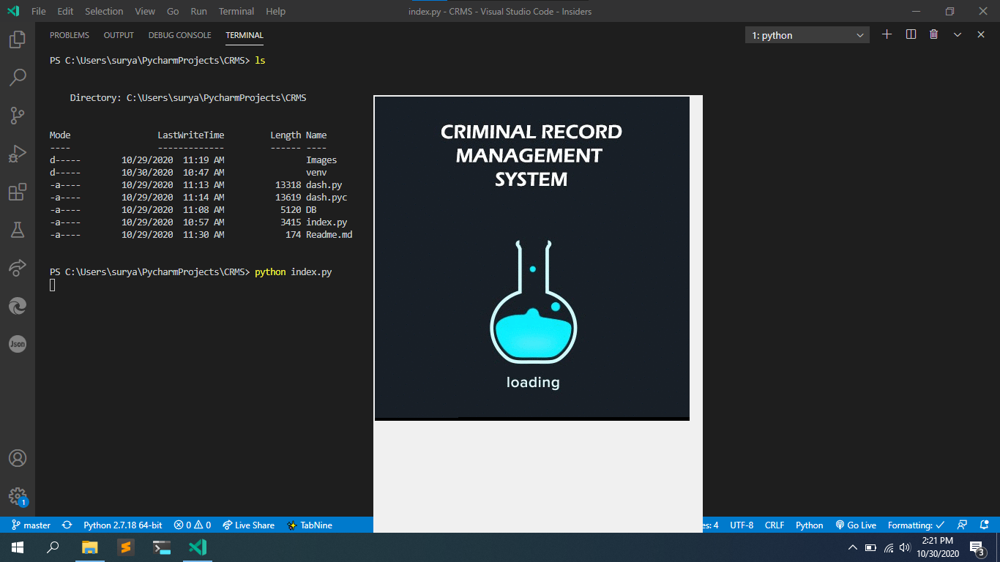 File Edit Selection View Go Run Terminal Help
index.py - CRMS - Visual Studio Code - Insiders
PROBLEMS OUTPUT DEBUG CONSOLE TERMINAL
1: python
PS C:\Users\surya\PycharmProjects\CRMS> ls
Directory: C:\Users\surya\PycharmProjects\CRMS
Mode LastWriteTime Length Name
---- ------------- ------ ----
d----- 10/29/2020 11:19 AM Images
d----- 10/30/2020 10:47 AM venv
-a---- 10/29/2020 11:13 AM 13318 dash.py
-a---- 10/29/2020 11:14 AM 13619 dash.pyc
-a---- 10/29/2020 11:08 AM 5120 DB
-a---- 10/29/2020 10:57 AM 3415 index.py
-a---- 10/29/2020 11:30 AM 174 Readme.md
PS C:\Users\surya\PycharmProjects\CRMS> python index.py
CRIMINAL RECORD
MANAGEMENT
SYSTEM
loading
Json
1
master Python 2.7.18 64-bit 0 0 Live Share TabNine
es: 4 UTF-8 CRLF Python Go Live Formatting:
2:21 PM
10/30/2020
3